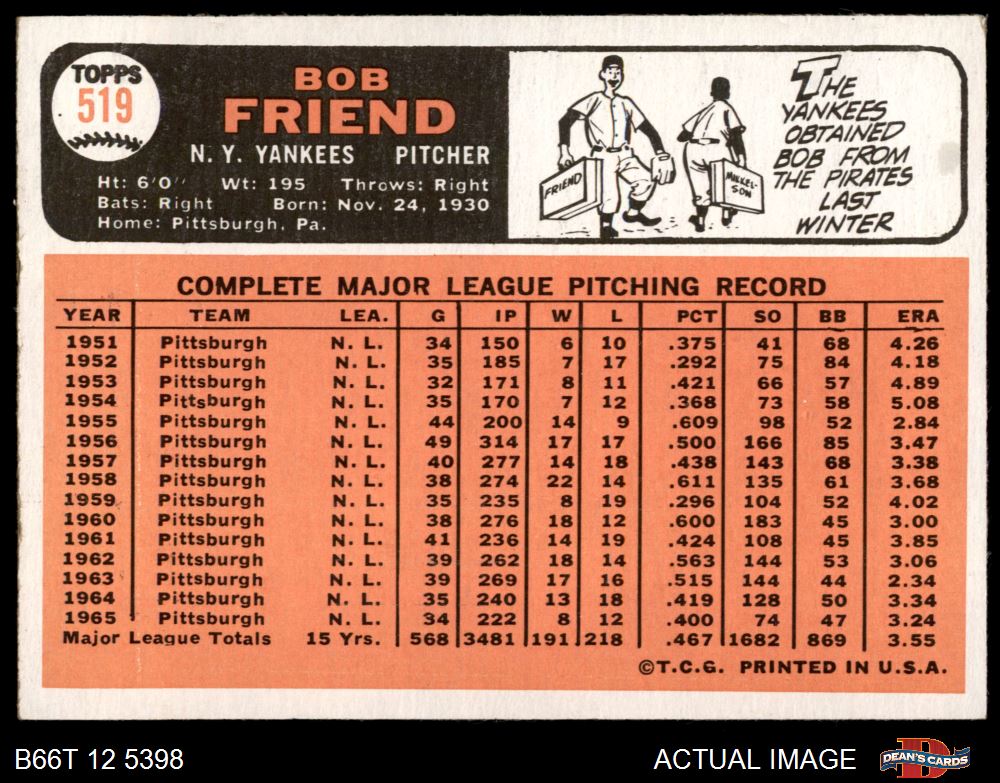 TOPPS
519
BOB
FRIEND
N. Y. YANKEES PITCHER
Ht: 6'0" Wt: 195 Throws: Right
Bats: Right Born: Nov. 24, 1930
Home: Pittsburgh, Pa.
FRIEND
MIKKEL-
SON
THE
YANKEES
OBTAINED
BOB FROM
THE PIRATES
LAST
WINTER
COMPLETE MAJOR LEAGUE PITCHING RECORD
YEAR TEAM LEA. G IP W L PCT SO BB ERA
1951 Pittsburgh N. L. 34 150 6 10 .375 41 68 4.26
1952 Pittsburgh N. L. 35 185 7 17 .292 75 84 4.18
1953 Pittsburgh N. L. 32 171 8 11 .421 66 57 4.89
1954 Pittsburgh N. L. 35 170 7 12 .368 73 58 5.08
1955 Pittsburgh N. L. 44 200 14 9 .609 98 52 2.84
1956 Pittsburgh N. L. 49 314 17 17 .500 166 85 3.47
1957 Pittsburgh N. L. 40 277 14 18 .438 143 68 3.38
1958 Pittsburgh N. L. 38 274 22 14 .611 135 61 3.68
1959 Pittsburgh N. L. 35 235 8 19 .296 104 52 4.02
1960 Pittsburgh N. L. 38 276 18 12 .600 183 45 3.00
1961 Pittsburgh N. L. 41 236 14 19 .424 108 45 3.85
1962 Pittsburgh N. L. 39 262 18 14 .563 144 53 3.06
1963 Pittsburgh N. L. 39 269 17 16 .515 144 44 2.34
1964 Pittsburgh N. L. 35 240 13 18 .419 128 50 3.34
1965 Pittsburgh N. L. 34 222 8 12 .400 74 47 3.24
Major League Totals 15 Yrs. 568 3481 191 218 .467 1682 869 3.55
©T.C.G. PRINTED IN U.S.A.
B66T 12 5398 ACTUAL IMAGE DEAN'S CARDS